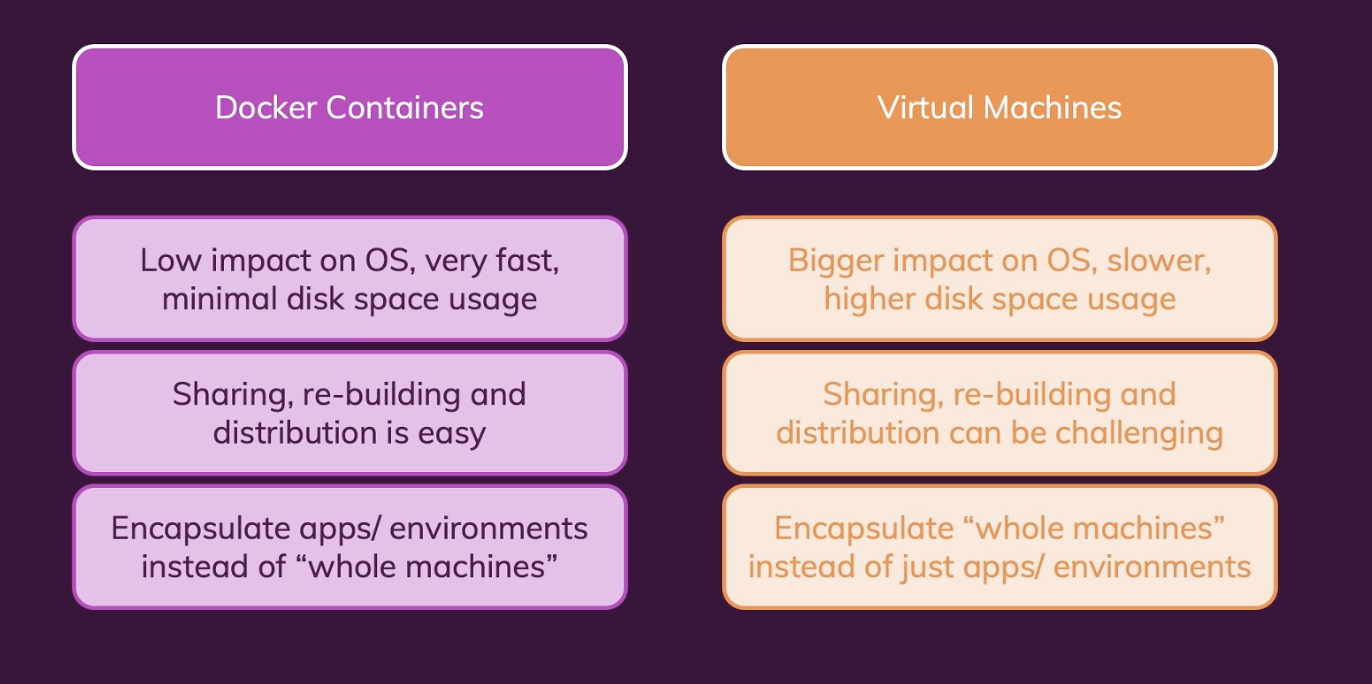 Docker Containers
Virtual Machines
Low impact on OS, very fast,
minimal disk space usage
Bigger impact on OS, slower,
higher disk space usage
Sharing, re-building and
distribution is easy
Sharing, re-building and
distribution can be challenging
Encapsulate apps/ environments
instead of “whole machines”
Encapsulate “whole machines”
instead of just apps/ environments